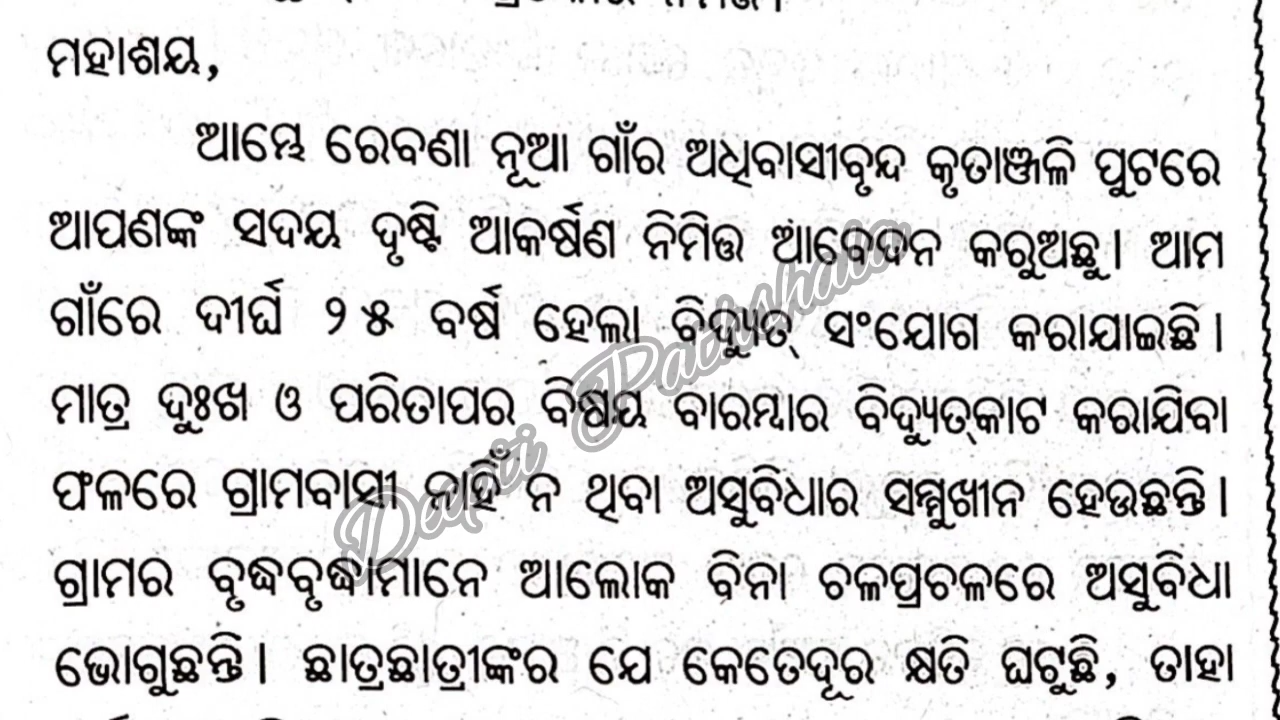 ମହାଶୟ,
ଆମ୍ଭେ ରେବଣା ନୂଆ ଗାଁର ଅଧିବାସୀବୃନ୍ଦ କୃତାଞ୍ଜଳି ପୁଟରେ
ଆପଣଙ୍କ ସଦୟ ଦୃଷ୍ଟି ଆକର୍ଷଣ ନିମିତ୍ତ ଆବେଦନ କରୁଅଛୁ। ଆମ
ଗାଁରେ ଦୀର୍ଘ ୨୫ ବର୍ଷ ହେଲା ବିଦ୍ୟୁତ୍ ସଂଯୋଗ କରାଯାଇଛି।
ମାତ୍ର ଦୁଃଖ ଓ ପରିତାପର ବିଷୟ ବାରମ୍ବାର ବିଦ୍ୟୁତ୍‌କାଟ କରାଯିବା
ଫଳରେ ଗ୍ରାମବାସୀ ନାହିଁ ନ ଥିବା ଅସୁବିଧାର ସମ୍ମୁଖୀନ ହେଉଛନ୍ତି।
ଗ୍ରାମର ବୃଦ୍ଧବୃଦ୍ଧାମାନେ ଆଲୋକ ବିନା ଚଳପ୍ରଚଳରେ ଅସୁବିଧା
ଭୋଗୁଛନ୍ତି। ଛାତ୍ରଛାତ୍ରୀଙ୍କର ଯେ କେତେଦୂର କ୍ଷତି ଘଟୁଛି, ତାହା
Deapti Pathshala